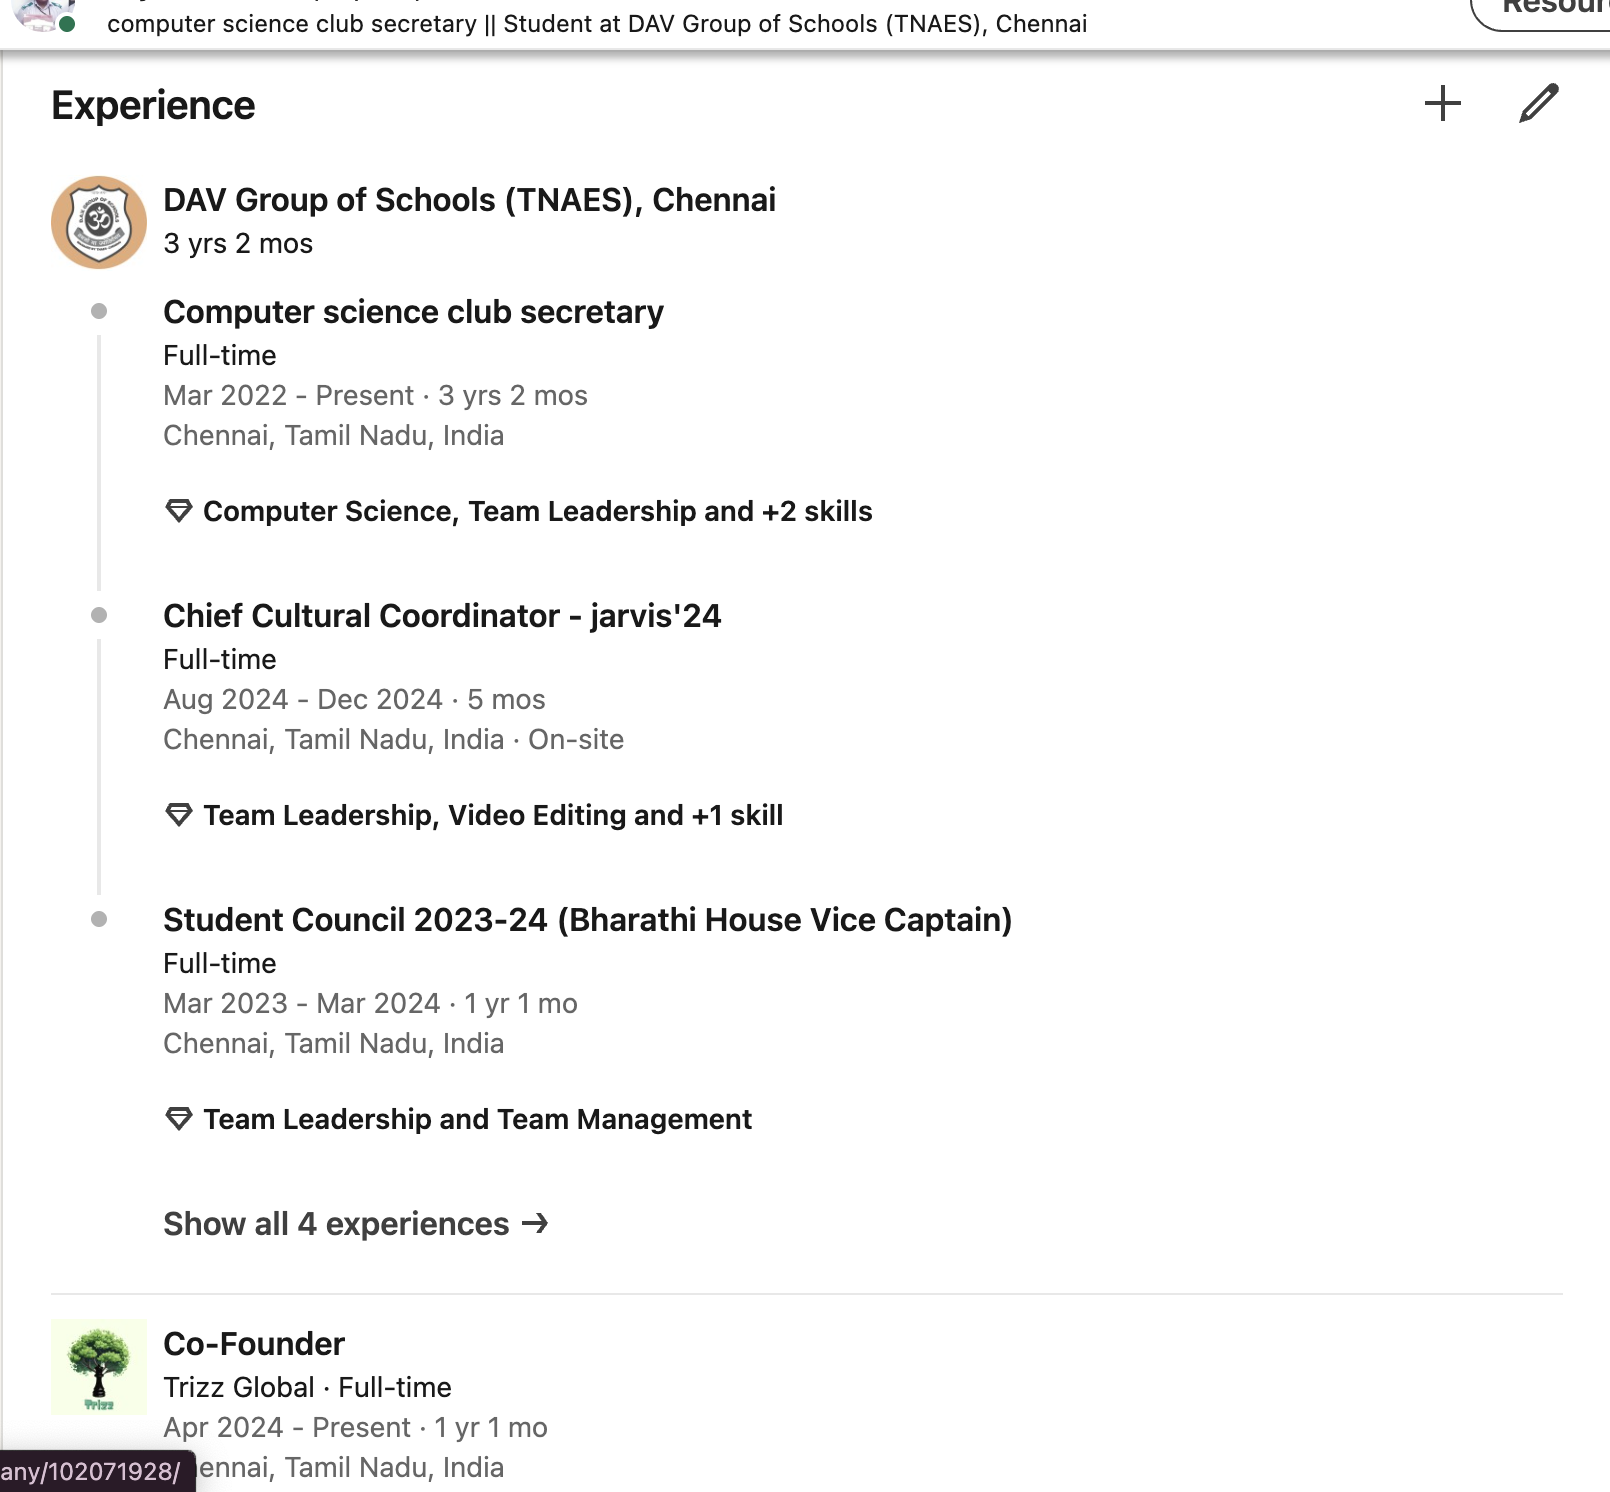 computer science club secretary || Student at DAV Group of Schools (TNAES), Chennai
Experience
DAV Group of Schools (TNAES), Chennai
3 yrs 2 mos
Computer science club secretary
Full-time
Mar 2022 - Present · 3 yrs 2 mos
Chennai, Tamil Nadu, India
Computer Science, Team Leadership and +2 skills
Chief Cultural Coordinator - jarvis'24
Full-time
Aug 2024 - Dec 2024 · 5 mos
Chennai, Tamil Nadu, India · On-site
Team Leadership, Video Editing and +1 skill
Student Council 2023-24 (Bharathi House Vice Captain)
Full-time
Mar 2023 - Mar 2024 · 1 yr 1 mo
Chennai, Tamil Nadu, India
Team Leadership and Team Management
Show all 4 experiences →
Co-Founder
Trizz
Trizz Global · Full-time
Apr 2024 - Present · 1 yr 1 mo
ennai, Tamil Nadu, India
any/102071928/